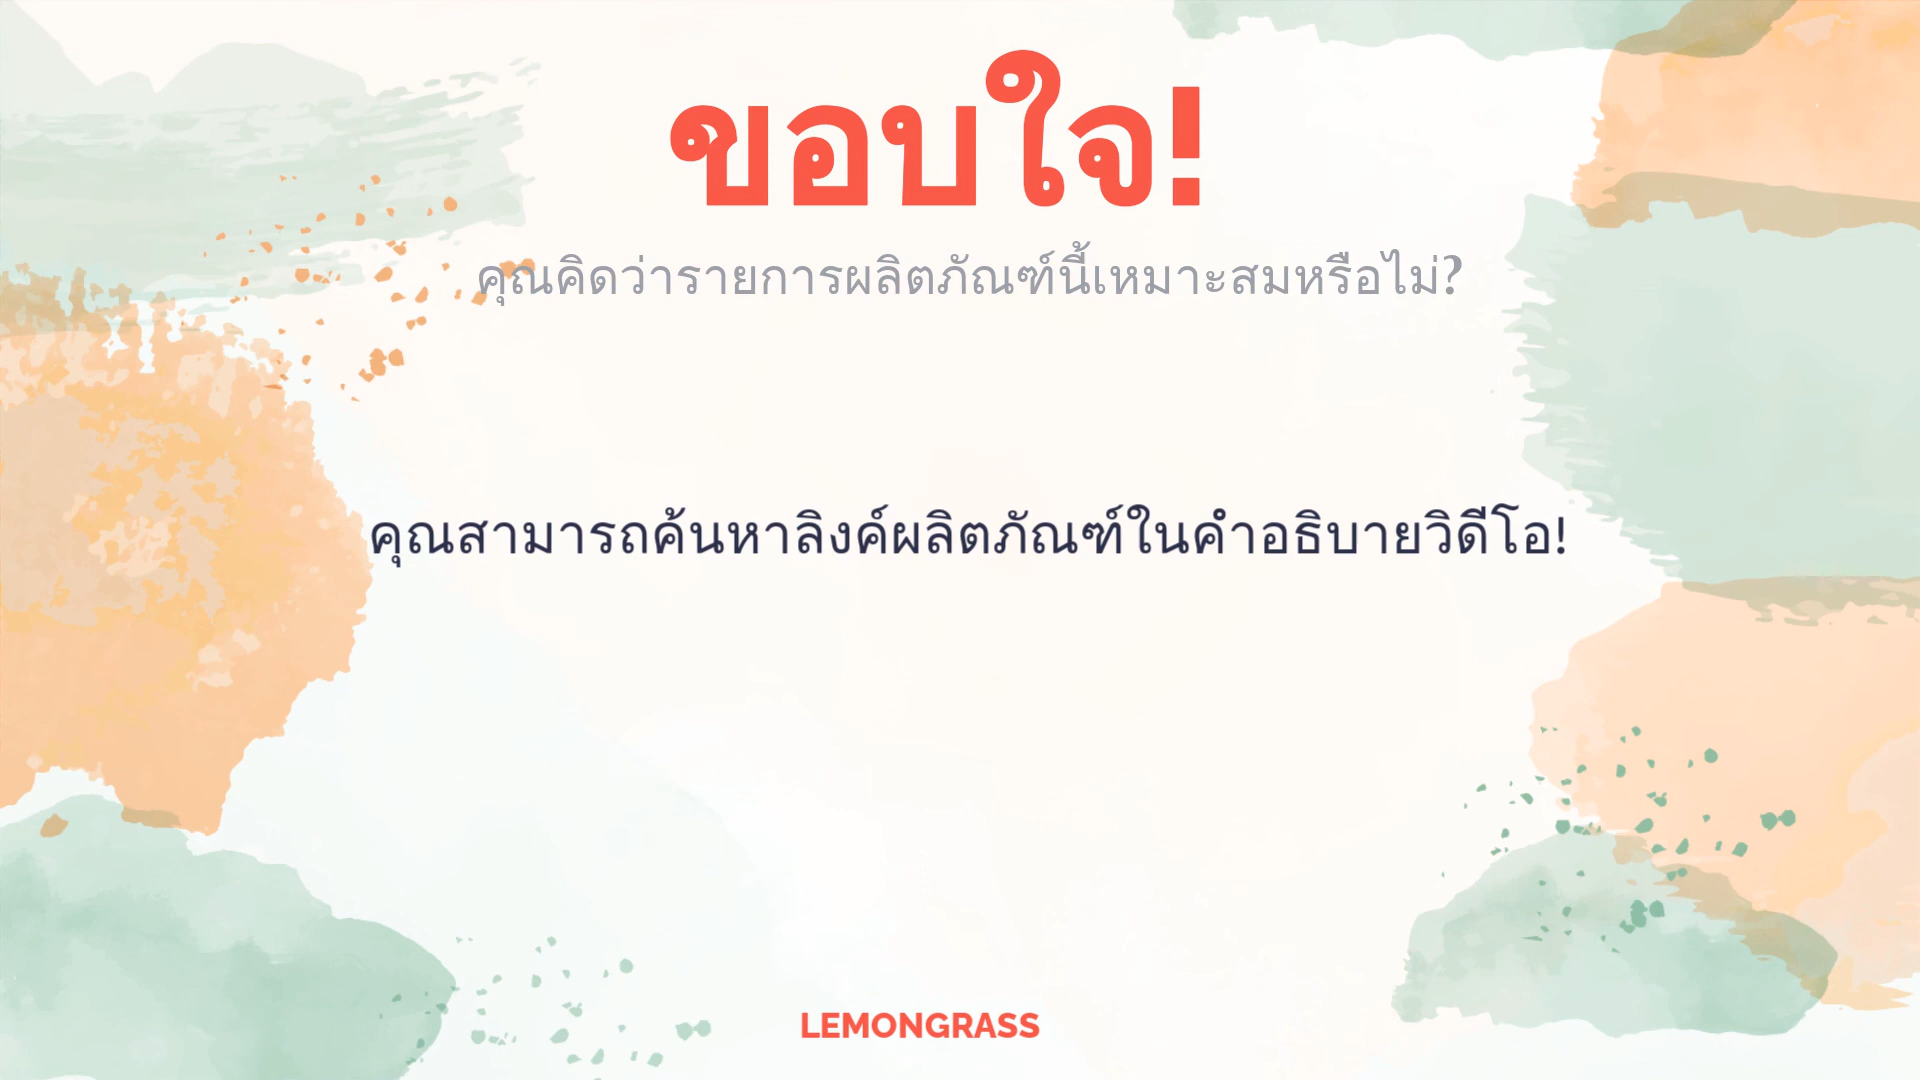 ขอบใจ!
คุณคิดว่ารายการผลิตภัณฑ์นี้เหมาะสมหรือไม่?
คุณสามารถค้นหาลิงค์ผลิตภัณฑ์ในคำอธิบายวิดีโอ!
LEMONGRASS